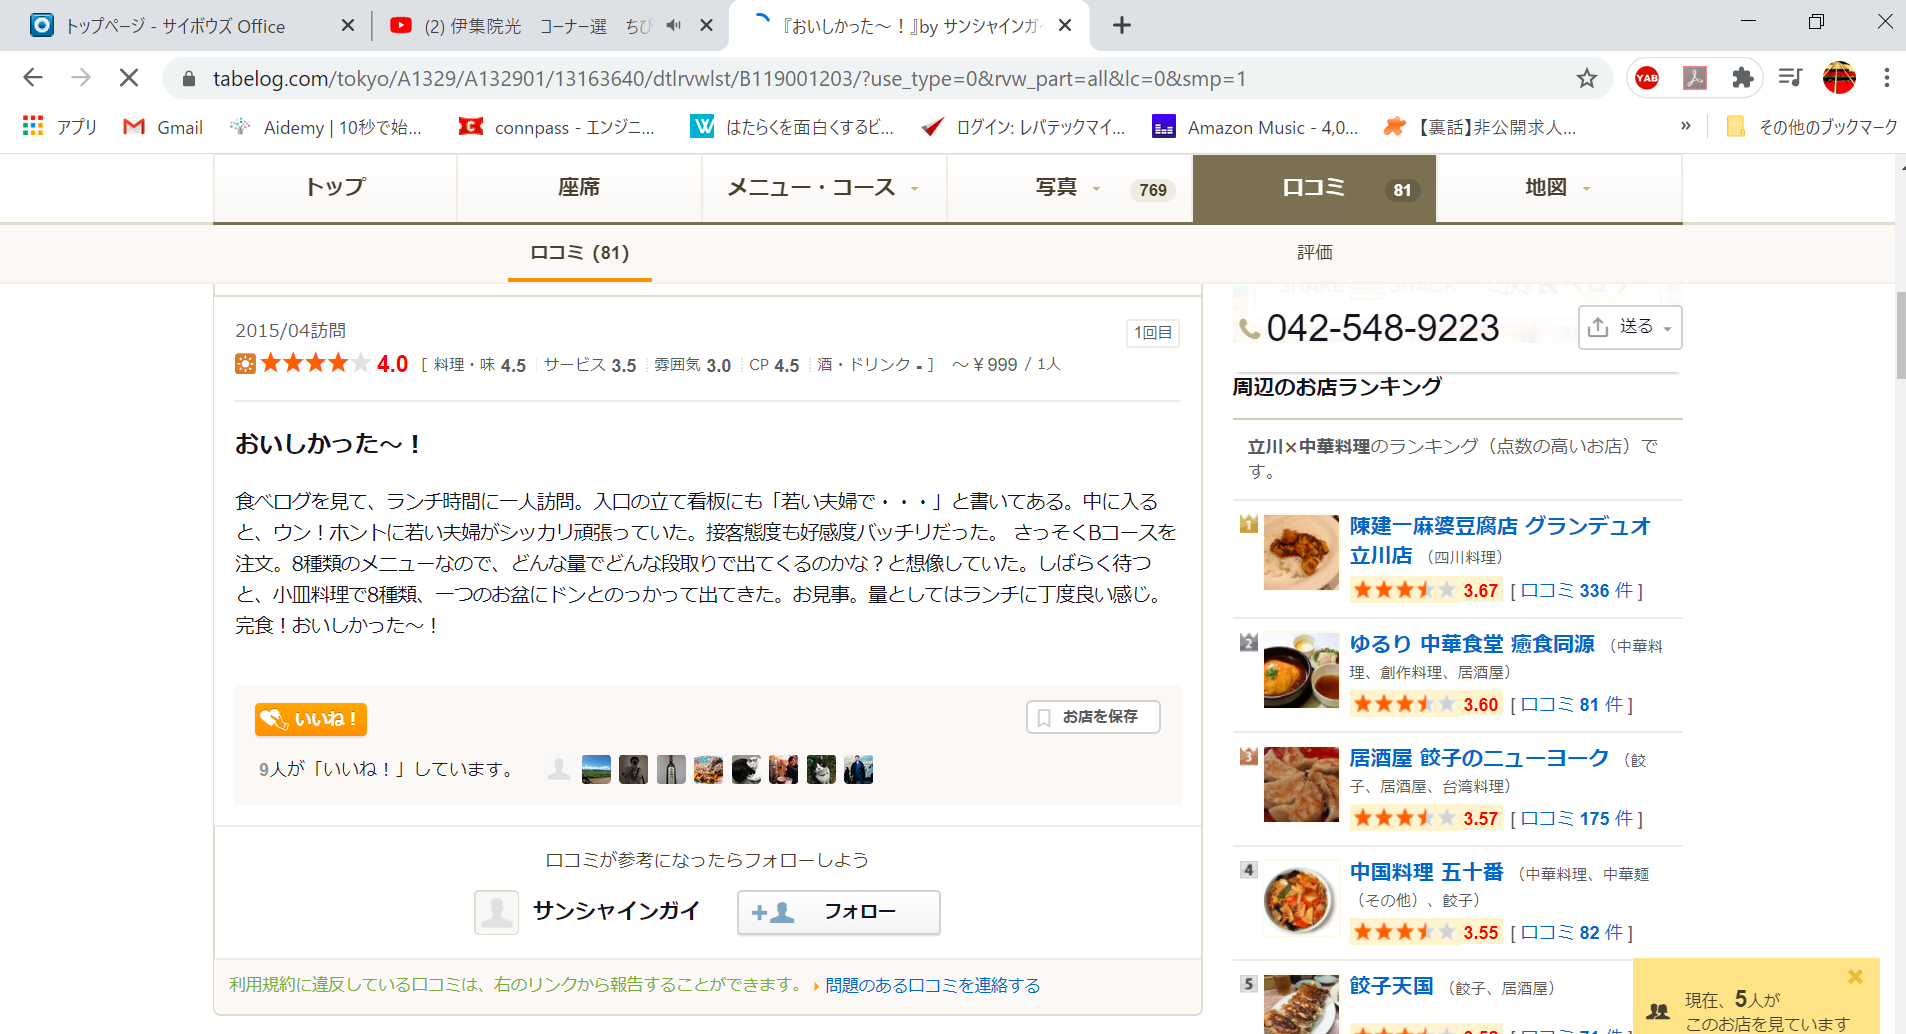 トップページ - サイボウズ Office
(2) 伊集院光 コーナー選 ちび
『おいしかった～！』by サンシャインガイ
tabelog.com/tokyo/A1329/A132901/13163640/dtlrvwlst/B119001203/?use_type=0&rvw_part=all&lc=0&smp=1
YAB
アプリ
Gmail
Aidemy | 10秒で始...
connpass - エンジニ...
はたらくを面白くするビ...
ログイン: レバテックマイ...
Amazon Music - 4,0...
【裏話】非公開求人...
»
その他のブックマーク
トップ
座席
メニュー・コース
写真 769
口コミ 81
地図
口コミ (81)
評価
2015/04訪問
1回目
4.0 [ 料理・味 4.5 サービス 3.5 雰囲気 3.0 CP 4.5 酒・ドリンク - ] ～￥999 / 1人
おいしかった～！
食べログを見て、ランチ時間に一人訪問。入口の立て看板にも「若い夫婦で・・・」と書いてある。中に入る
と、ウン！ホントに若い夫婦がシッカリ頑張っていた。接客態度も好感度バッチリだった。 さっそくBコースを
注文。8種類のメニューなので、どんな量でどんな段取りで出てくるのかな？と想像していた。しばらく待つ
と、小皿料理で8種類、一つのお盆にドンとのっかって出てきた。お見事。量としてはランチに丁度良い感じ。
完食！おいしかった～！
いいね！
お店を保存
9人が「いいね！」しています。
口コミが参考になったらフォローしよう
サンシャインガイ
フォロー
利用規約に違反している口コミは、右のリンクから報告することができます。 問題のある口コミを連絡する
042-548-9223
送る
周辺のお店ランキング
立川×中華料理のランキング（点数の高いお店）で
す。
1
陳建一麻婆豆腐店 グランデュオ
立川店 （四川料理）
3.67 [ 口コミ 336 件 ]
2
ゆるり 中華食堂 癒食同源 （中華料
理、創作料理、居酒屋）
3.60 [ 口コミ 81 件 ]
3
居酒屋 餃子のニューヨーク （餃
子、居酒屋、台湾料理）
3.57 [ 口コミ 175 件 ]
4
中国料理 五十番 （中華料理、中華麺
（その他）、餃子）
3.55 [ 口コミ 82 件 ]
5
餃子天国 （餃子、居酒屋）
現在、5人が
このお店を見ています